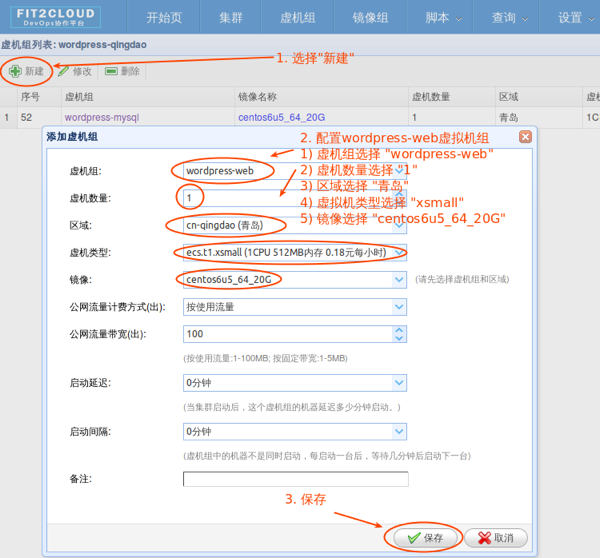 FIT2CLOUD
DevOps协作平台
开始页 集群 虚机组 镜像组 脚本 查询 设置
虚机组列表: wordpress-qingdao
1. 选择"新建"
新建 修改 删除
序号 虚机组 镜像名称 虚机数量 区域 虚机
1 52 wordpress-mysql centos6u5_64_20G 1 青岛 1C
添加虚机组
2. 配置wordpress-web虚拟机组
1) 虚机组选择 "wordpress-web"
2) 虚机数量选择 "1"
3) 区域选择 "青岛"
4) 虚拟机类型选择 "xsmall"
5) 镜像选择 "centos6u5_64_20G"
虚机组: wordpress-web
虚机数量: 1
区域: cn-qingdao (青岛)
虚机类型: ecs.t1.xsmall (1CPU 512MB内存 0.18元每小时)
镜像: centos6u5_64_20G (请先选择虚机组和区域)
公网流量计费方式(出): 按使用流量
公网流量带宽(出): 100
(按使用流量:1-100MB; 按固定带宽:1-5MB)
启动延迟: 0分钟
(当集群启动后，这个虚机组的机器延迟多少分钟启动。)
启动间隔: 0分钟
(虚机组中的机器不是同时启动，每启动一台后，等待几分钟后启动下一台)
备注:
3. 保存
保存 取消